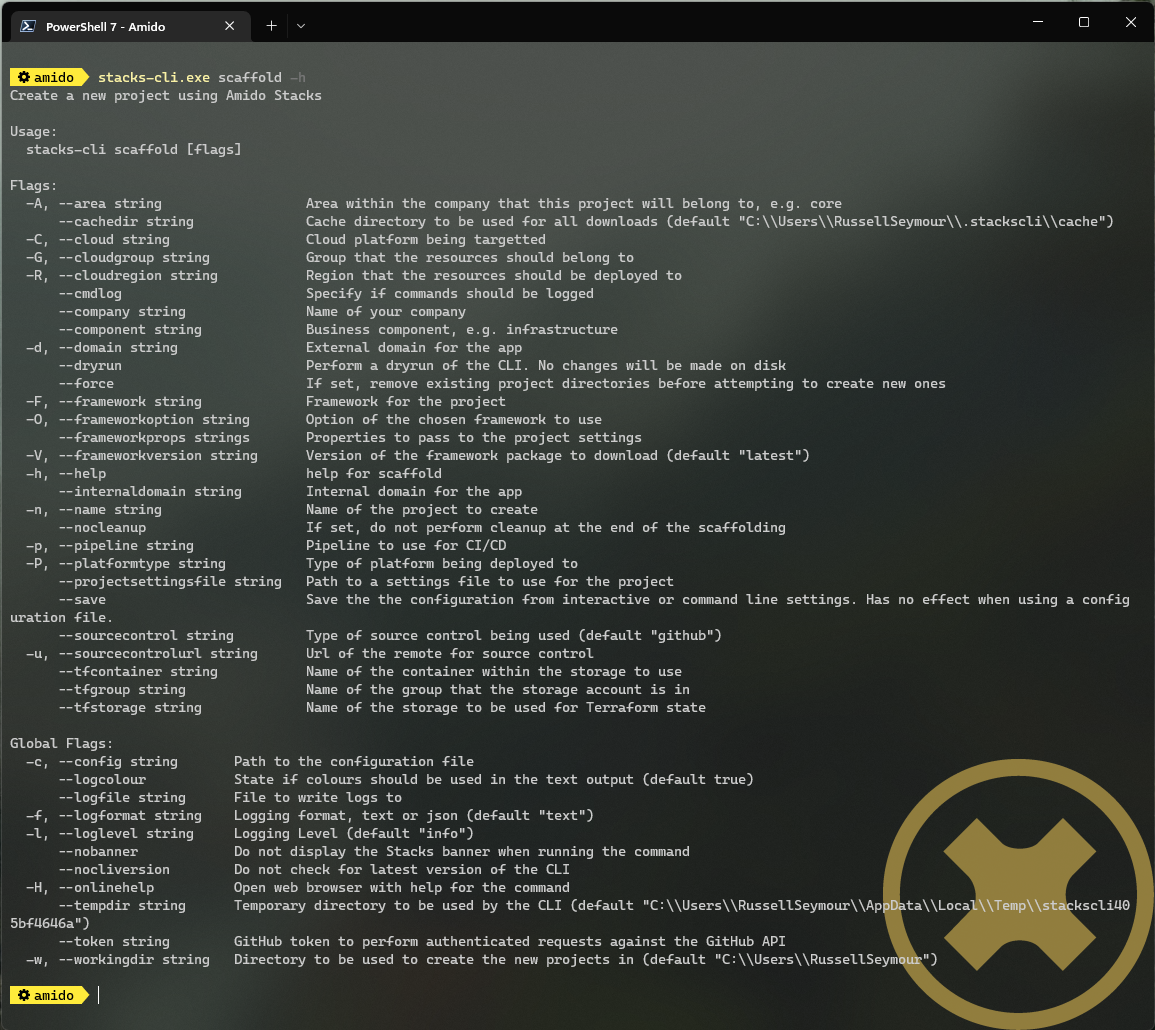 PowerShell 7 - Amido
amido stacks-cli.exe scaffold -h
Create a new project using Amido Stacks
Usage:
stacks-cli scaffold [flags]
Flags:
-A, --area string Area within the company that this project will belong to, e.g. core
--cachedir string Cache directory to be used for all downloads (default "C:\\Users\\RussellSeymour\\.stackscli\\cache")
-C, --cloud string Cloud platform being targetted
-G, --cloudgroup string Group that the resources should belong to
-R, --cloudregion string Region that the resources should be deployed to
--cmdlog Specify if commands should be logged
--company string Name of your company
--component string Business component, e.g. infrastructure
-d, --domain string External domain for the app
--dryrun Perform a dryrun of the CLI. No changes will be made on disk
--force If set, remove existing project directories before attempting to create new ones
-F, --framework string Framework for the project
-O, --frameworkoption string Option of the chosen framework to use
--frameworkprops strings Properties to pass to the project settings
-V, --frameworkversion string Version of the framework package to download (default "latest")
-h, --help help for scaffold
--internaldomain string Internal domain for the app
-n, --name string Name of the project to create
--nocleanup If set, do not perform cleanup at the end of the scaffolding
-p, --pipeline string Pipeline to use for CI/CD
-P, --platformtype string Type of platform being deployed to
--projectsettingsfile string Path to a settings file to use for the project
--save Save the the configuration from interactive or command line settings. Has no effect when using a config
uration file.
--sourcecontrol string Type of source control being used (default "github")
-u, --sourcecontrolurl string Url of the remote for source control
--tfcontainer string Name of the container within the storage to use
--tfgroup string Name of the group that the storage account is in
--tfstorage string Name of the storage to be used for Terraform state
Global Flags:
-c, --config string Path to the configuration file
--logcolour State if colours should be used in the text output (default true)
--logfile string File to write logs to
-f, --logformat string Logging format, text or json (default "text")
-l, --loglevel string Logging Level (default "info")
--nobanner Do not display the Stacks banner when running the command
--nocliversion Do not check for latest version of the CLI
-H, --onlinehelp Open web browser with help for the command
--tempdir string Temporary directory to be used by the CLI (default "C:\\Users\\RussellSeymour\\AppData\\Local\\Temp\\stackscli40
5bf4646a")
--token string GitHub token to perform authenticated requests against the GitHub API
-w, --workingdir string Directory to be used to create the new projects in (default "C:\\Users\\RussellSeymour")
amido